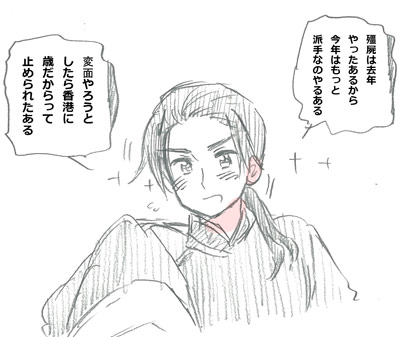 殭屍は去年
やったあるから
今年はもっと
派手なのやるある
変面やろうと
したら香港に
歳だからって
止められたある